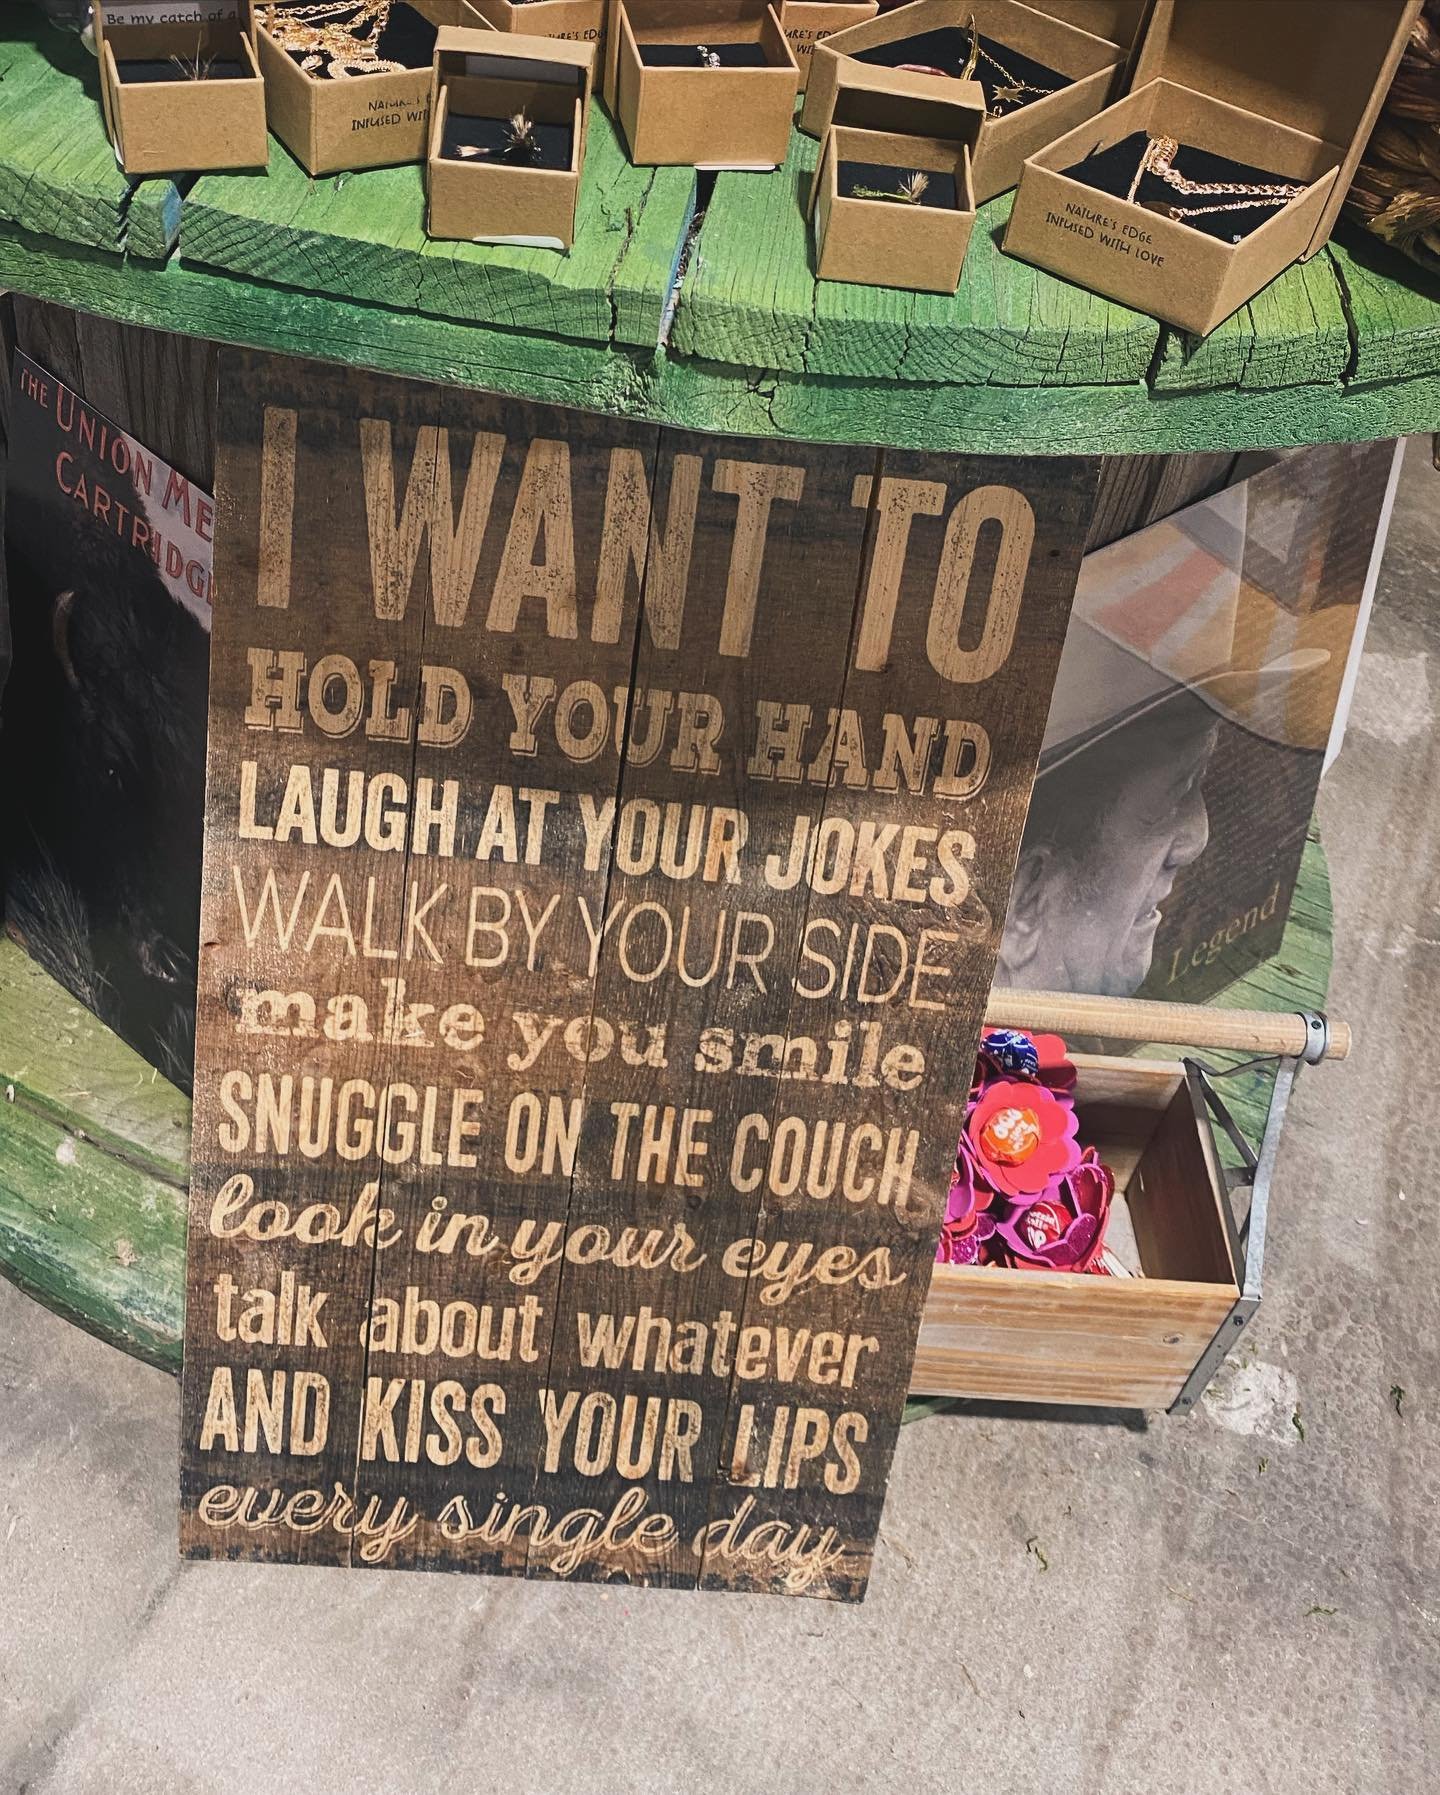 Be my catch of a
NATURE'S E
INFUSED WIT
NATURE'S EDGE
INFUSED WITH LOVE
THE UNION ME
CARTRIDG
I WANT TO
HOLD YOUR HAND
LAUGH AT YOUR JOKES
WALK BY YOUR SIDE
make you smile
SNUGGLE ON THE COUCH
look in your eyes
talk about whatever
AND KISS YOUR LIPS
every single day
Legend